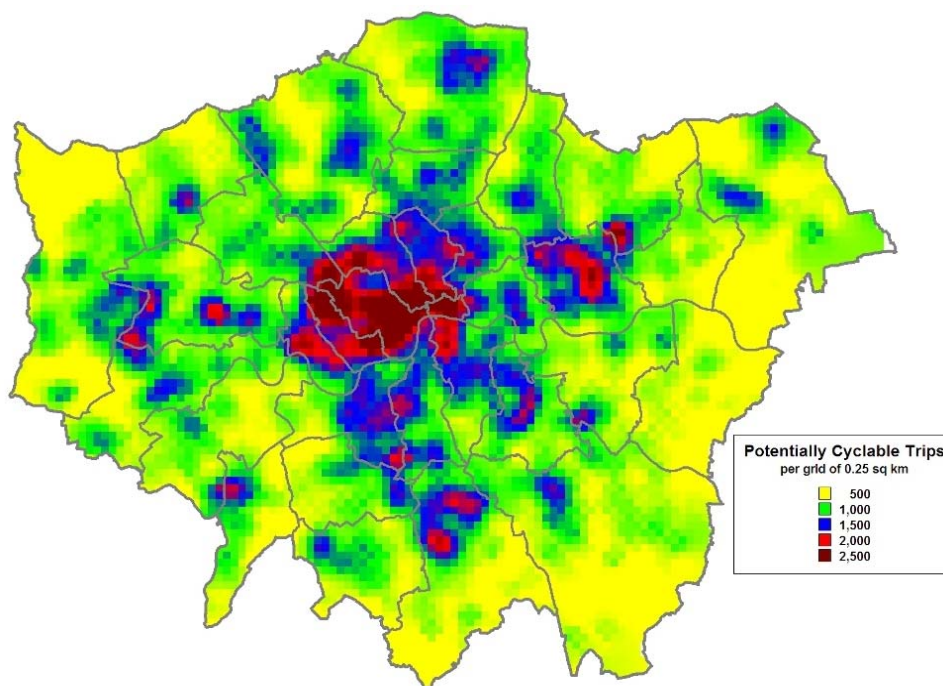 Potentially Cyclable Trips
per grid of 0.25 sq km
500
1,000
1,500
2,000
2,500